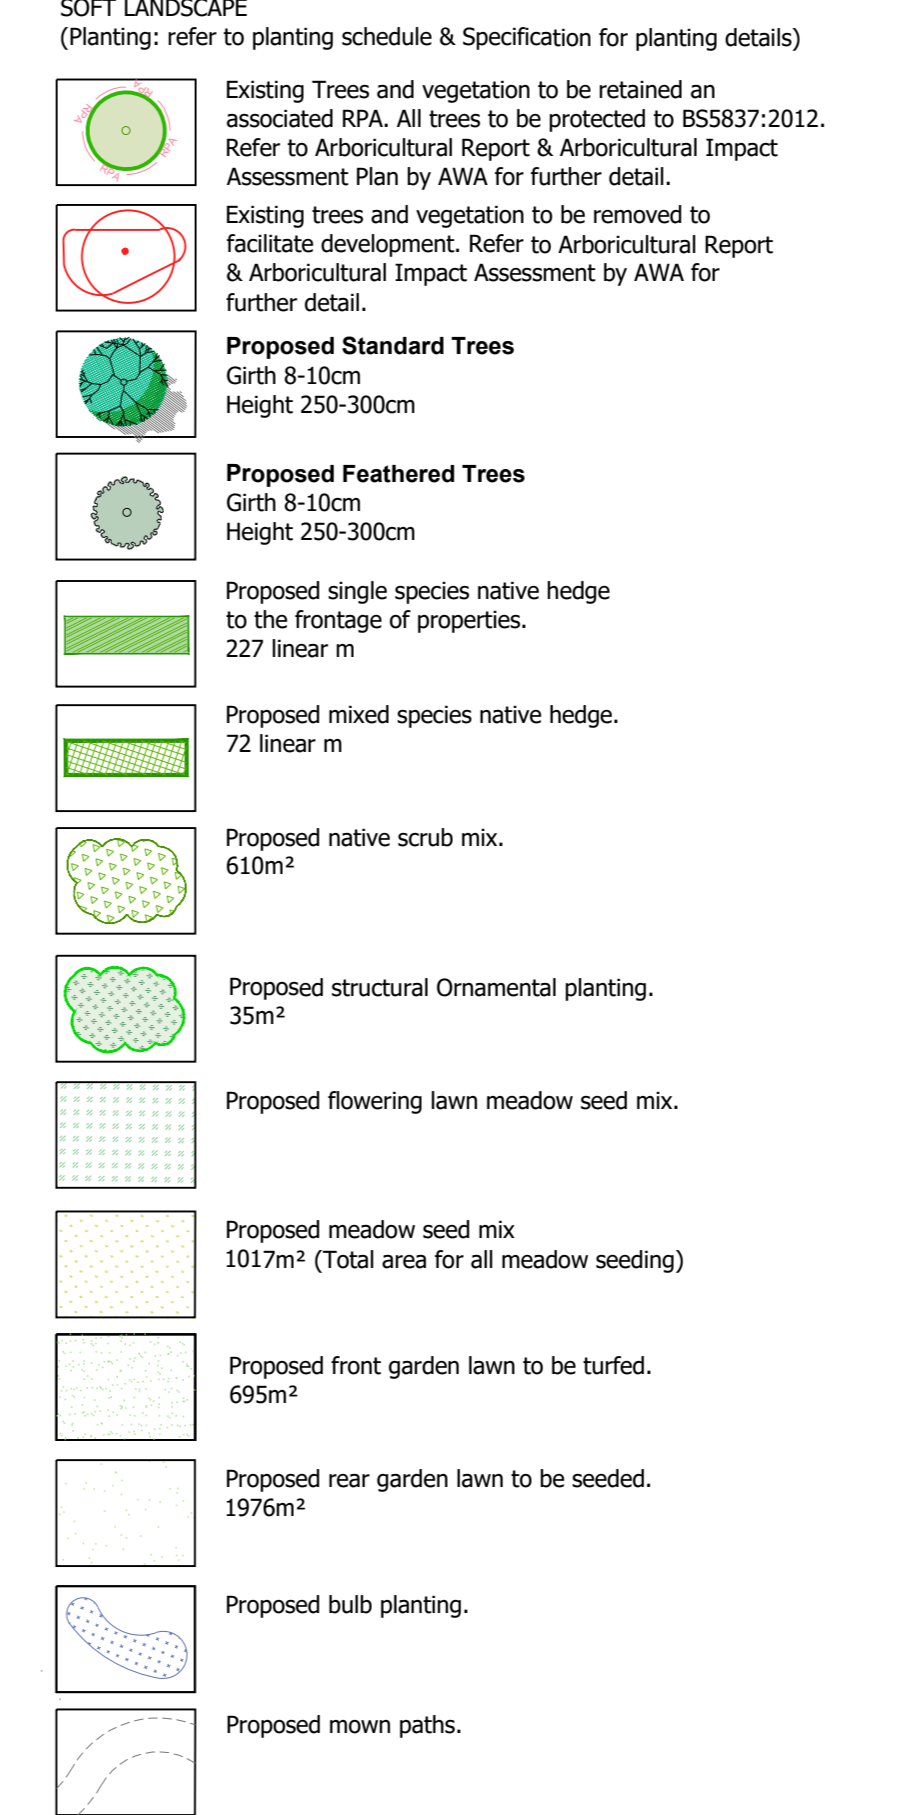 SOFT LANDSCAPE
(Planting: refer to planting schedule & Specification for planting details)
RPA
RPA
RPA
RPA
Existing Trees and vegetation to be retained an
associated RPA. All trees to be protected to BS5837:2012.
Refer to Arboricultural Report & Arboricultural Impact
Assessment Plan by AWA for further detail.
Existing trees and vegetation to be removed to
facilitate development. Refer to Arboricultural Report
& Arboricultural Impact Assessment by AWA for
further detail.
Proposed Standard Trees
Girth 8-10cm
Height 250-300cm
Proposed Feathered Trees
Girth 8-10cm
Height 250-300cm
Proposed single species native hedge
to the frontage of properties.
227 linear m
Proposed mixed species native hedge.
72 linear m
Proposed native scrub mix.
610m²
Proposed structural Ornamental planting.
35m²
Proposed flowering lawn meadow seed mix.
Proposed meadow seed mix
1017m² (Total area for all meadow seeding)
Proposed front garden lawn to be turfed.
695m²
Proposed rear garden lawn to be seeded.
1976m²
Proposed bulb planting.
Proposed mown paths.